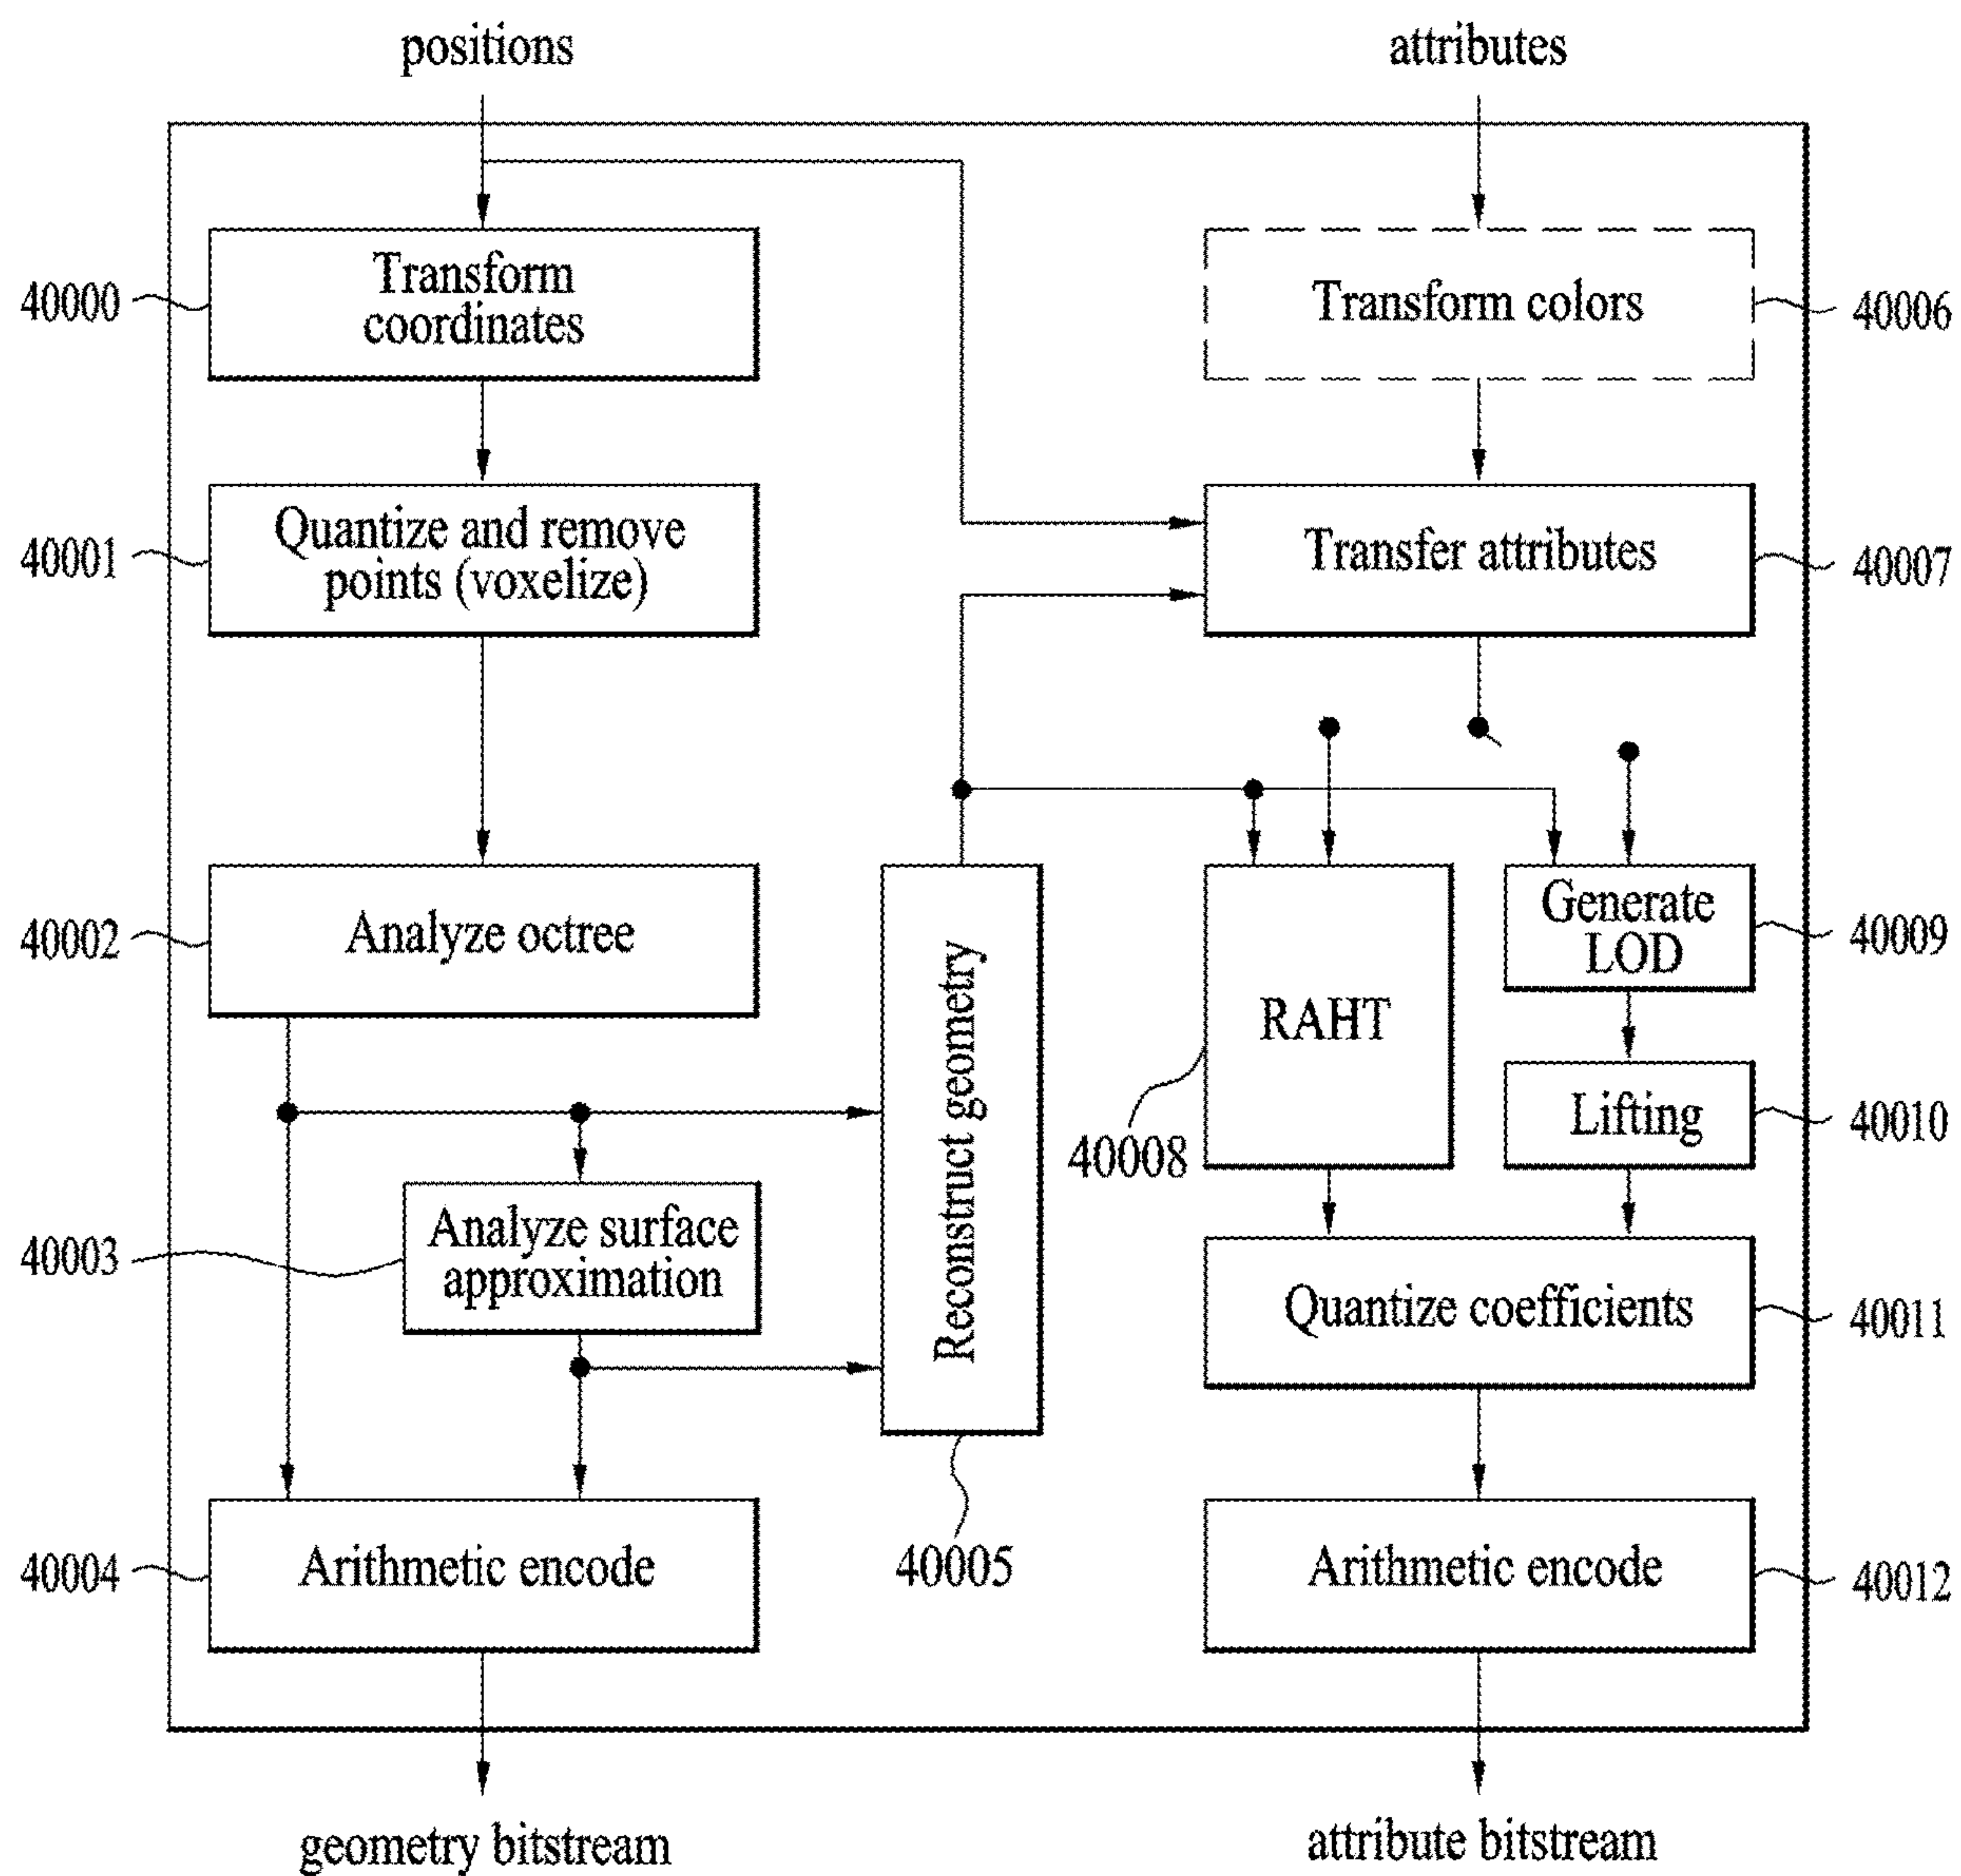 positions
attributes
Transform
coordinates
40000
Transform colors
40006
Quantize and remove
points (voxelize)
40001
Transfer attributes
40007
Analyze octree
40002
Reconstruct geometry
40005
RAHT
40008
Generate
LOD
40009
Lifting
40010
Analyze surface
approximation
40003
Quantize coefficients
40011
Arithmetic encode
40004
Arithmetic encode
40012
geometry bitstream
attribute bitstream